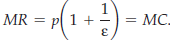 MR = p(1 + 1/ε) = MC.